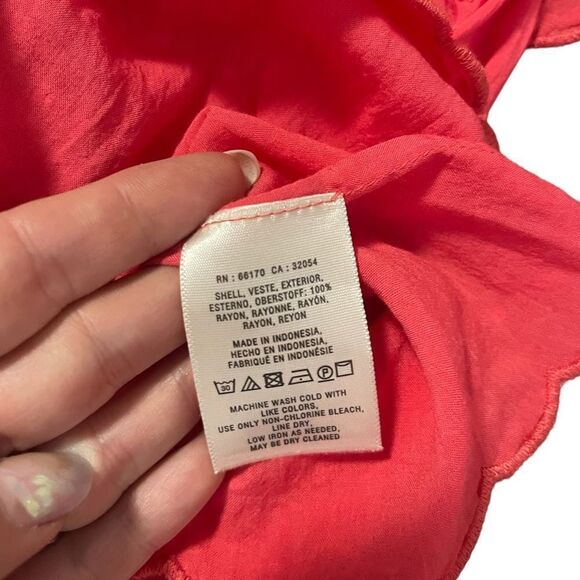 RN : 66170 CA : 32054
SHELL, VESTE, EXTERIOR,
ESTERNO, OBERSTOFF: 100%
RAYON, RAYONNE, RAYÓN,
RAYON, REYON
MADE IN INDONESIA,
HECHO EN INDONESIA,
FABRIQUÉ EN INDONÉSIE
30 P
MACHINE WASH COLD WITH
LIKE COLORS,
USE ONLY NON-CHLORINE BLEACH,
LINE DRY,
LOW IRON AS NEEDED,
MAY BE DRY CLEANED